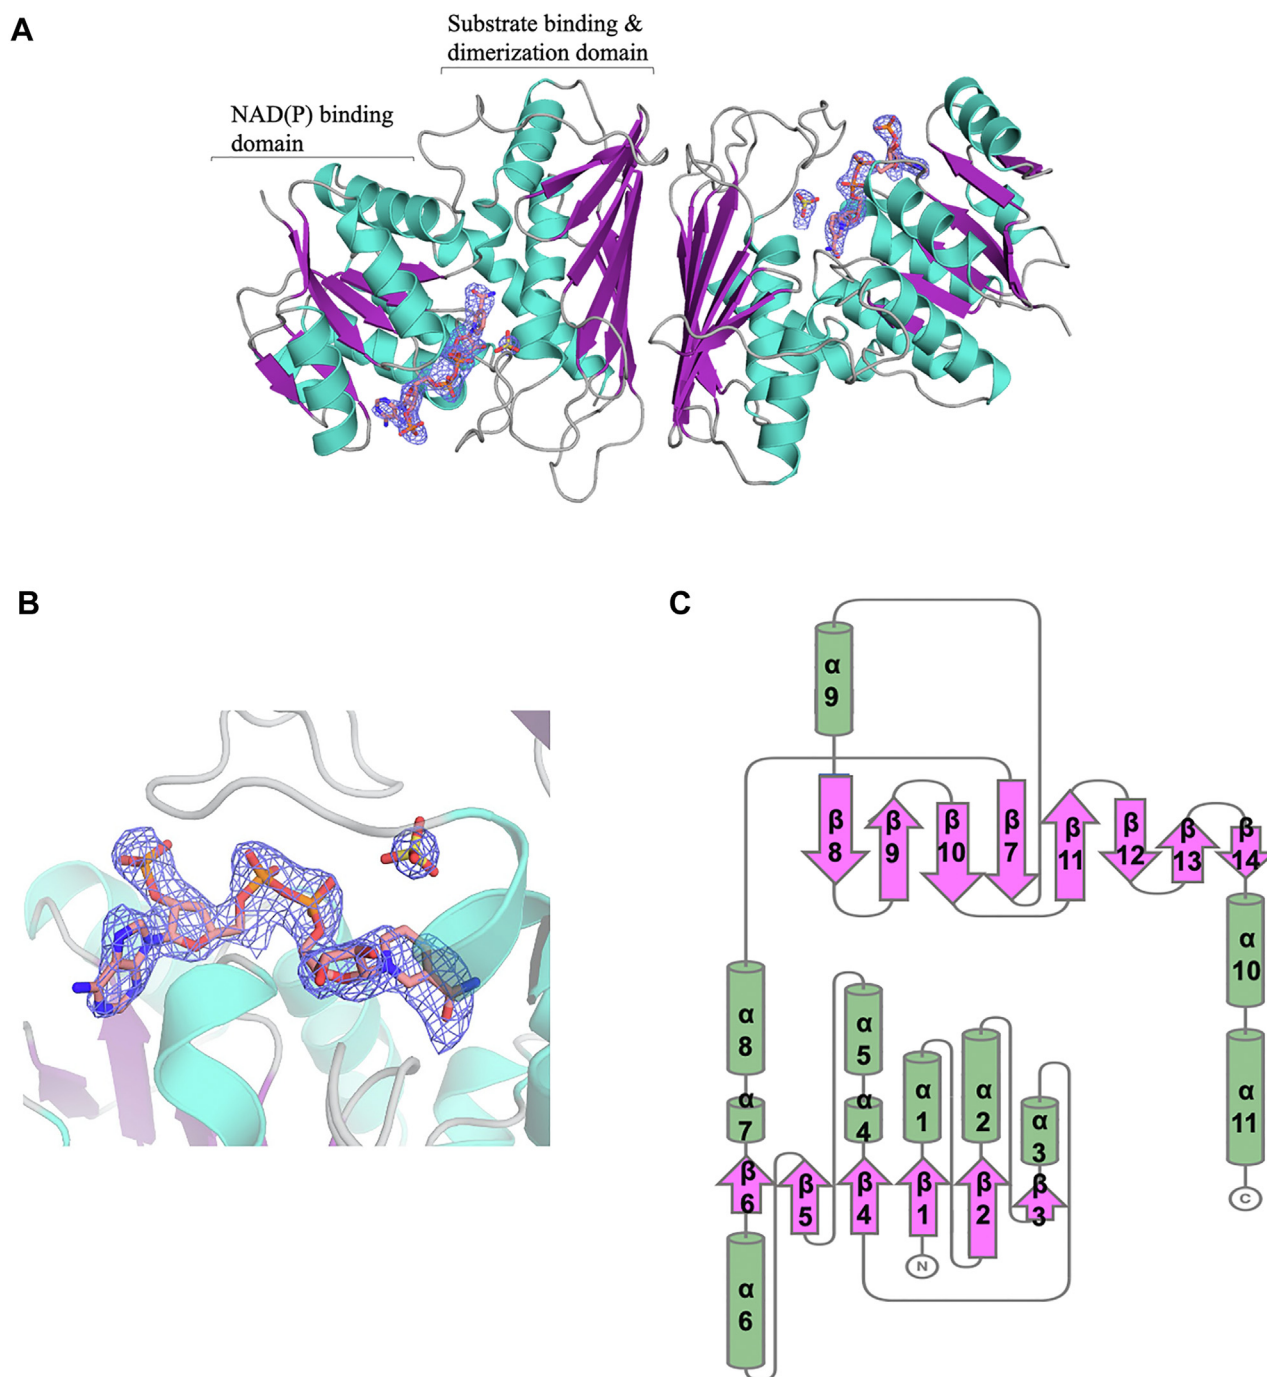 A
Substrate binding &
dimerization domain
NAD(P) binding
domain
B
C
α
9
β
8
β
9
β
10
β
7
β
11
β
12
β
13
β
14
α
10
α
11
C
α
8
α
7
β
6
α
6
β
5
α
5
α
4
β
4
α
1
β
1
N
α
2
β
2
α
3
β
3